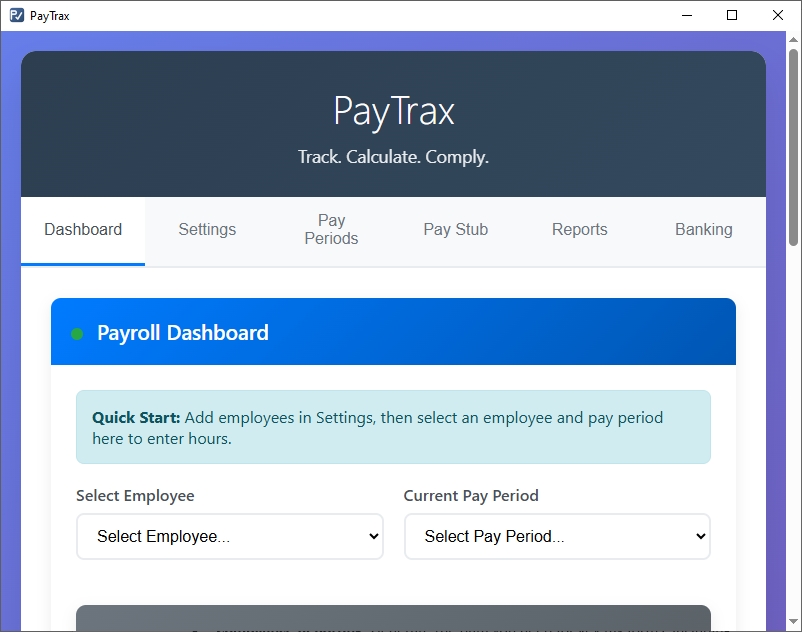 PayTrax
PayTrax
Track. Calculate. Comply.
Dashboard
Settings
Pay
Periods
Pay Stub
Reports
Banking
Payroll Dashboard
Quick Start: Add employees in Settings, then select an employee and pay period
here to enter hours.
Select Employee
Current Pay Period
Select Employee...
Select Pay Period...